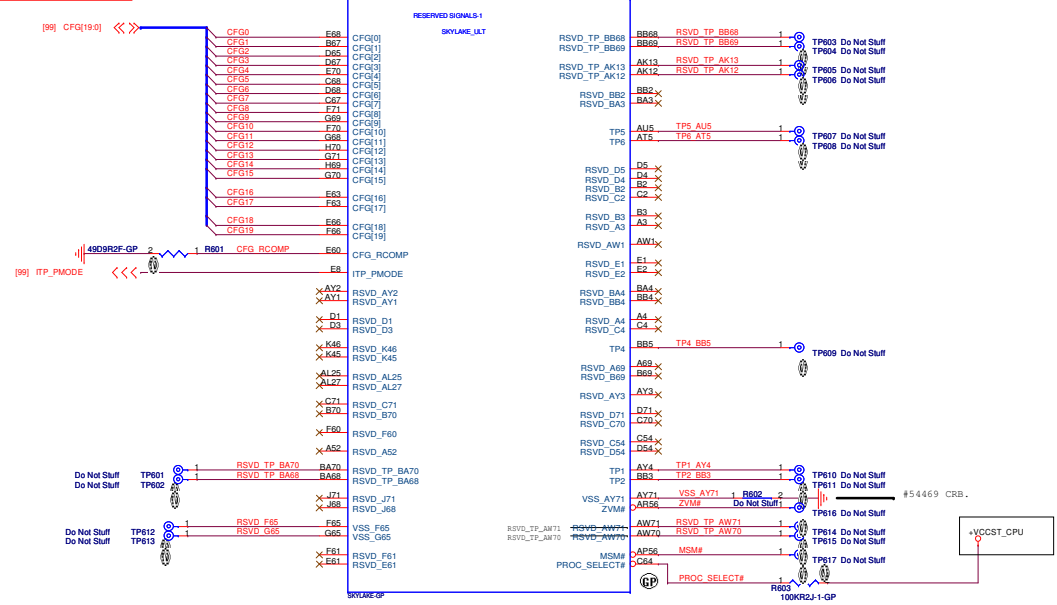 RESERVED SIGNALS-1
SKYLAKE_ULT
[99] CFG[19:0]
CFG0 E68 CFG[0]
CFG1 B67 CFG[1]
CFG2 D65 CFG[2]
CFG3 D67 CFG[3]
CFG4 E70 CFG[4]
CFG5 C68 CFG[5]
CFG6 D68 CFG[6]
CFG7 C67 CFG[7]
CFG8 F71 CFG[8]
CFG9 G69 CFG[9]
CFG10 F70 CFG[10]
CFG11 G68 CFG[11]
CFG12 H70 CFG[12]
CFG13 G71 CFG[13]
CFG14 H69 CFG[14]
CFG15 G70 CFG[15]
CFG16 E63 CFG[16]
CFG17 F63 CFG[17]
CFG18 E66 CFG[18]
CFG19 F66 CFG[19]
49D9R2F-GP 2 1 R601 CFG_RCOMP E60 CFG_RCOMP
[99] ITP_PMODE E8 ITP_PMODE
AY2 RSVD_AY2
AY1 RSVD_AY1
D1 RSVD_D1
D3 RSVD_D3
K46 RSVD_K46
K45 RSVD_K45
AL25 RSVD_AL25
AL27 RSVD_AL27
C71 RSVD_C71
B70 RSVD_B70
F60 RSVD_F60
A52 RSVD_A52
Do Not Stuff TP601 1 RSVD_TP_BA70 BA70 RSVD_TP_BA70
Do Not Stuff TP602 1 RSVD_TP_BA68 BA68 RSVD_TP_BA68
J71 RSVD_J71
J68 RSVD_J68
Do Not Stuff TP612 1 RSVD_F65 F65 VSS_F65
Do Not Stuff TP613 1 RSVD_G65 G65 VSS_G65
F61 RSVD_F61
E61 RSVD_E61
SKYLAKE-GP
RSVD_TP_BB68 BB68 RSVD_TP_BB68 1 TP603 Do Not Stuff
RSVD_TP_BB69 BB69 RSVD_TP_BB69 1 TP604 Do Not Stuff
RSVD_TP_AK13 AK13 RSVD_TP_AK13 1 TP605 Do Not Stuff
RSVD_TP_AK12 AK12 RSVD_TP_AK12 1 TP606 Do Not Stuff
RSVD_BB2 BB2
RSVD_BA3 BA3
TP5 AU5 TP5_AU5 1 TP607 Do Not Stuff
TP6 AT5 TP6_AT5 1 TP608 Do Not Stuff
RSVD_D5 D5
RSVD_D4 D4
RSVD_B2 B2
RSVD_C2 C2
RSVD_B3 B3
RSVD_A3 A3
RSVD_AW1 AW1
RSVD_E1 E1
RSVD_E2 E2
RSVD_BA4 BA4
RSVD_BB4 BB4
RSVD_A4 A4
RSVD_C4 C4
TP4 BB5 TP4_BB5 1 TP609 Do Not Stuff
RSVD_A69 A69
RSVD_B69 B69
RSVD_AY3 AY3
RSVD_D71 D71
RSVD_C70 C70
RSVD_C54 C54
RSVD_D54 D54
TP1 AY4 TP1_AY4 1 TP610 Do Not Stuff
TP2 BB3 TP2_BB3 1 TP611 Do Not Stuff
VSS_AY71 AY71 VSS_AY71 1 R602 2 #54469 CRB.
ZVM# AR56 ZVM# Do Not Stuff 1 TP616 Do Not Stuff
RSVD_TP_AW71 RSVD_AW71 AW71 RSVD_TP_AW71 1 TP614 Do Not Stuff
RSVD_TP_AW70 RSVD_AW70 AW70 RSVD_TP_AW70 1 TP615 Do Not Stuff
MSM# AP56 MSM# 1 TP617 Do Not Stuff
PROC_SELECT# C64
GP PROC_SELECT# 1 2
R603
100KR2J-1-GP
+VCCST_CPU